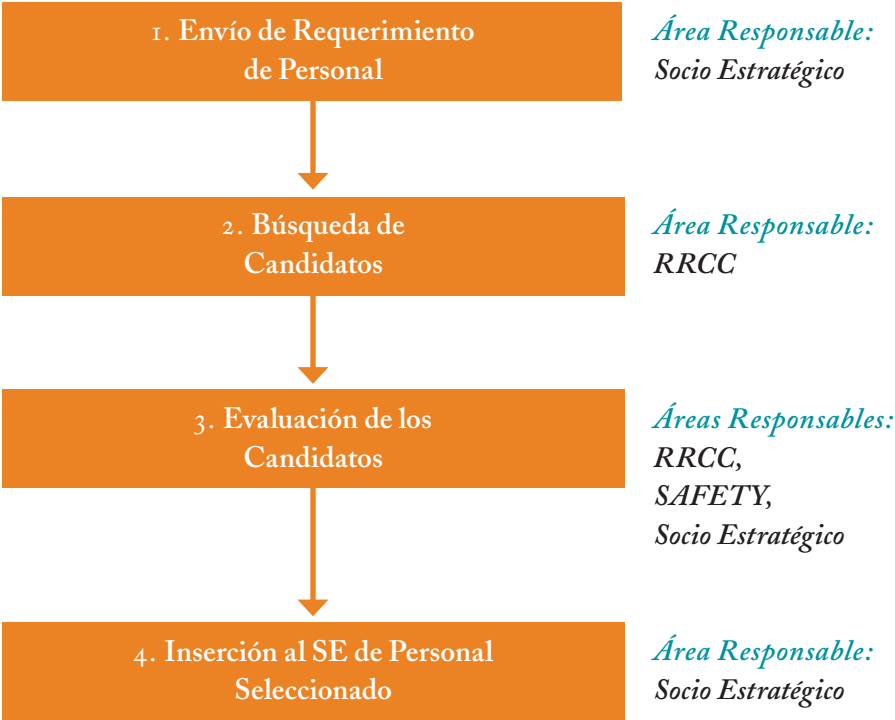 1. Envío de Requerimiento
de Personal
Área Responsable:
Socio Estratégico
2. Búsqueda de
Candidatos
Área Responsable:
RRCC
3. Evaluación de los
Candidatos
Áreas Responsables:
RRCC,
SAFETY,
Socio Estratégico
4. Inserción al SE de Personal
Seleccionado
Área Responsable:
Socio Estratégico